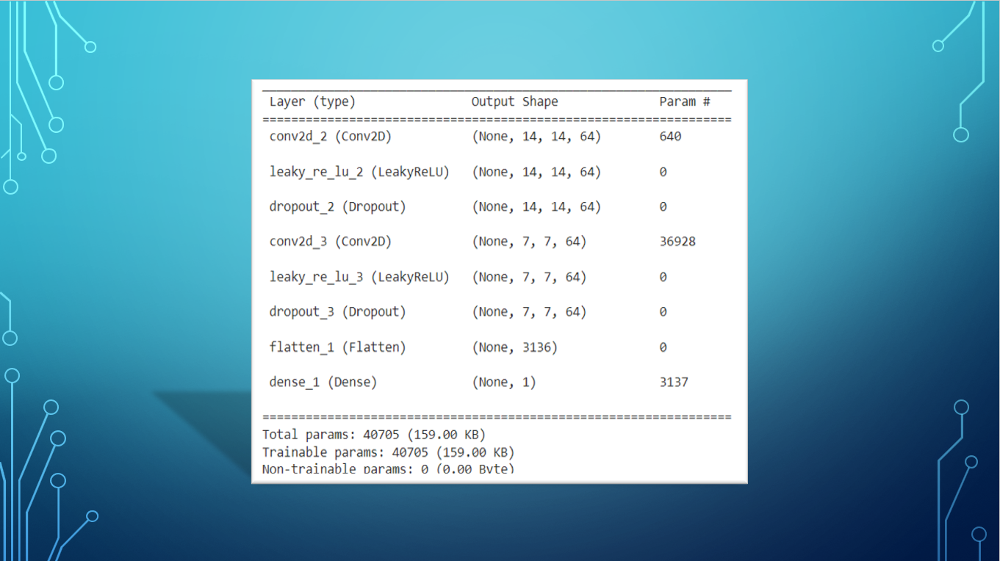 Layer (type) Output Shape Param #
=================================================================
conv2d_2 (Conv2D) (None, 14, 14, 64) 640
leaky_re_lu_2 (LeakyReLU) (None, 14, 14, 64) 0
dropout_2 (Dropout) (None, 14, 14, 64) 0
conv2d_3 (Conv2D) (None, 7, 7, 64) 36928
leaky_re_lu_3 (LeakyReLU) (None, 7, 7, 64) 0
dropout_3 (Dropout) (None, 7, 7, 64) 0
flatten_1 (Flatten) (None, 3136) 0
dense_1 (Dense) (None, 1) 3137
=================================================================
Total params: 40705 (159.00 KB)
Trainable params: 40705 (159.00 KB)
Non-trainable params: 0 (0.00 Byte)